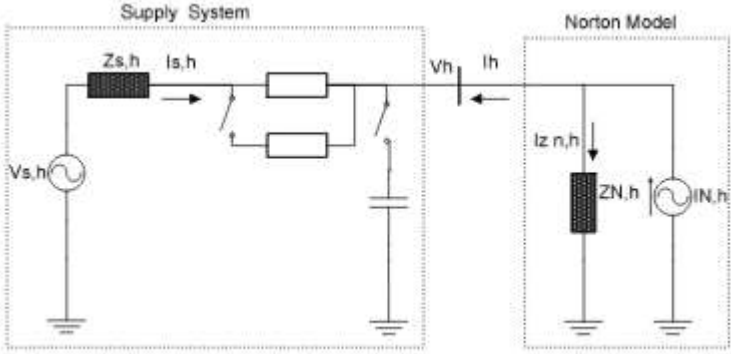 Supply System
Norton Model
Zs,h
Is,h
Vh
Ih
Vs,h
Iz n,h
ZN,h
IN,h